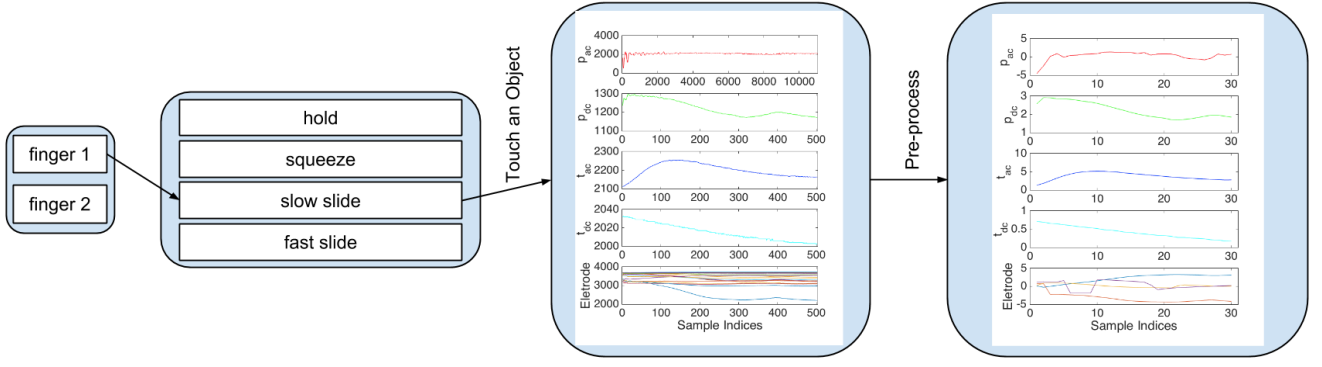 finger 1
finger 2
hold
squeeze
slow slide
fast slide
Touch an Object
p_ac
4000
2000
0
0 2000 4000 6000 8000 10000
p_dc
1300
1200
1100
0 100 200 300 400 500
t_ac
2300
2200
2100
0 100 200 300 400 500
t_dc
2040
2020
2000
0 100 200 300 400 500
Eletrode
4000
3000
2000
0 100 200 300 400 500
Sample Indices
Pre-process
p_ac
5
0
-5
0 10 20 30
p_dc
3
2
1
0 10 20 30
t_ac
10
5
0
0 10 20 30
t_dc
1
0.5
0
0 10 20 30
Eletrode
5
0
-5
0 10 20 30
Sample Indices